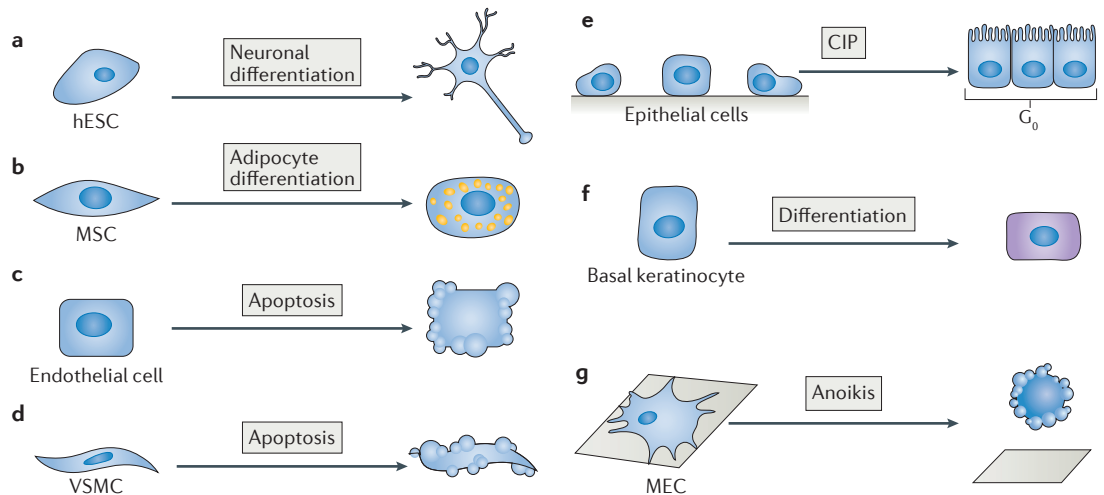 a
Neuronal
differentiation
hESC
b
Adipocyte
differentiation
MSC
c
Apoptosis
Endothelial cell
d
Apoptosis
VSMC
e
CIP
Epithelial cells
G₀
f
Differentiation
Basal keratinocyte
g
Anoikis
MEC